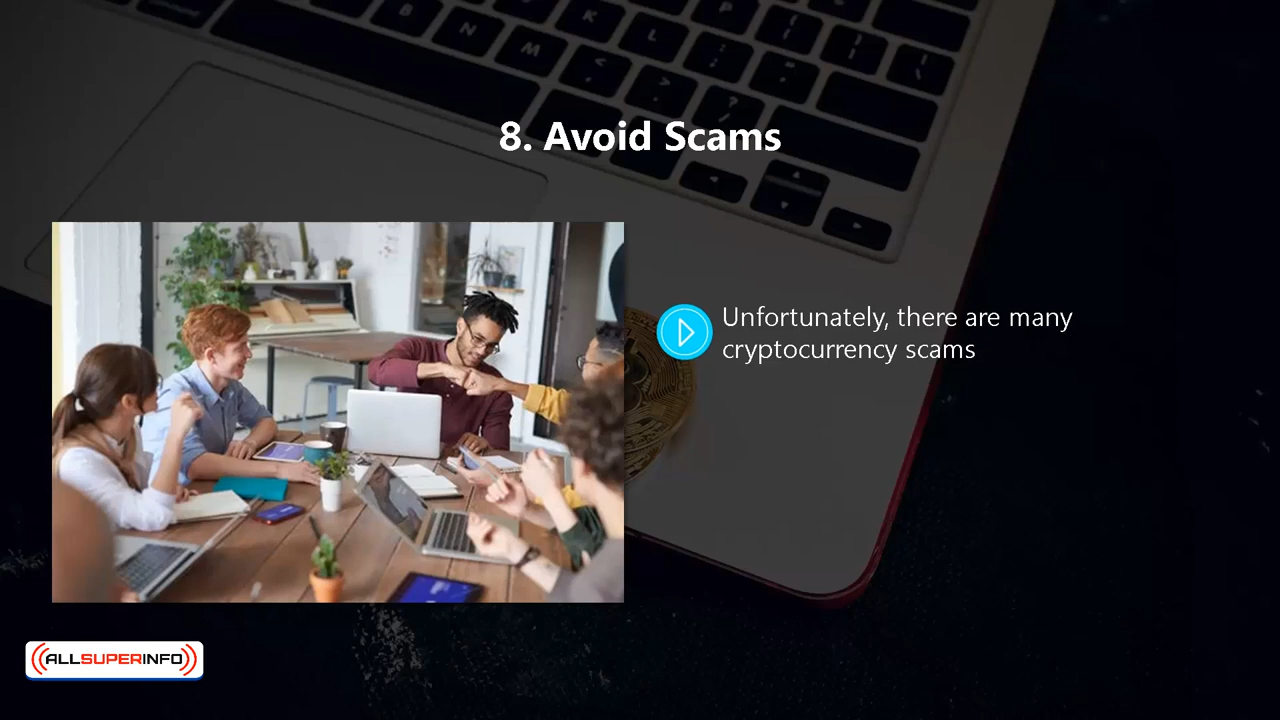 8. Avoid Scams
Unfortunately, there are many
cryptocurrency scams
ALLSUPERINFO
B
N
M
K
L
P